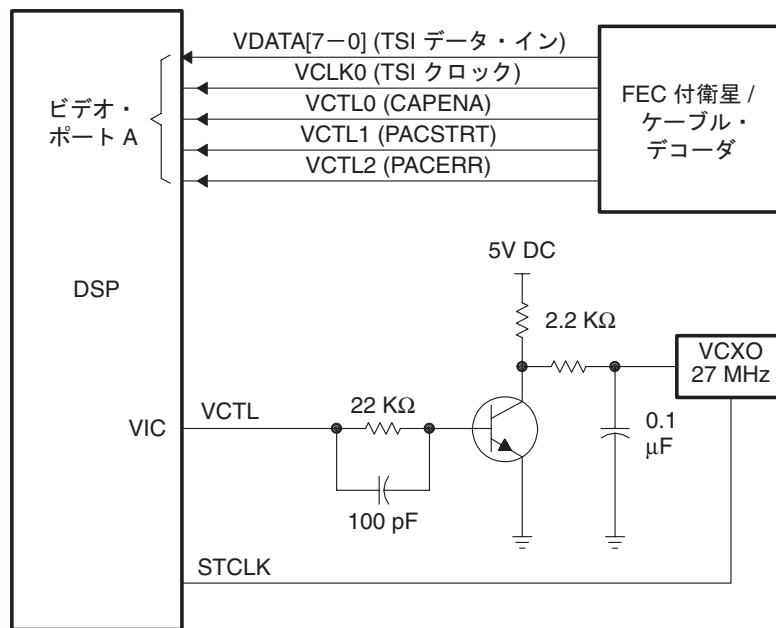 VDATA[7−0] (TSI データ・イン)
VCLK0 (TSI クロック)
VCTL0 (CAPENA)
VCTL1 (PACSTRT)
VCTL2 (PACERR)
ビデオ・
ポート A
FEC 付衛星 /
ケーブル・
デコーダ
DSP
5V DC
2.2 KΩ
VCXO
27 MHz
VIC
VCTL
22 KΩ
0.1
μF
100 pF
STCLK